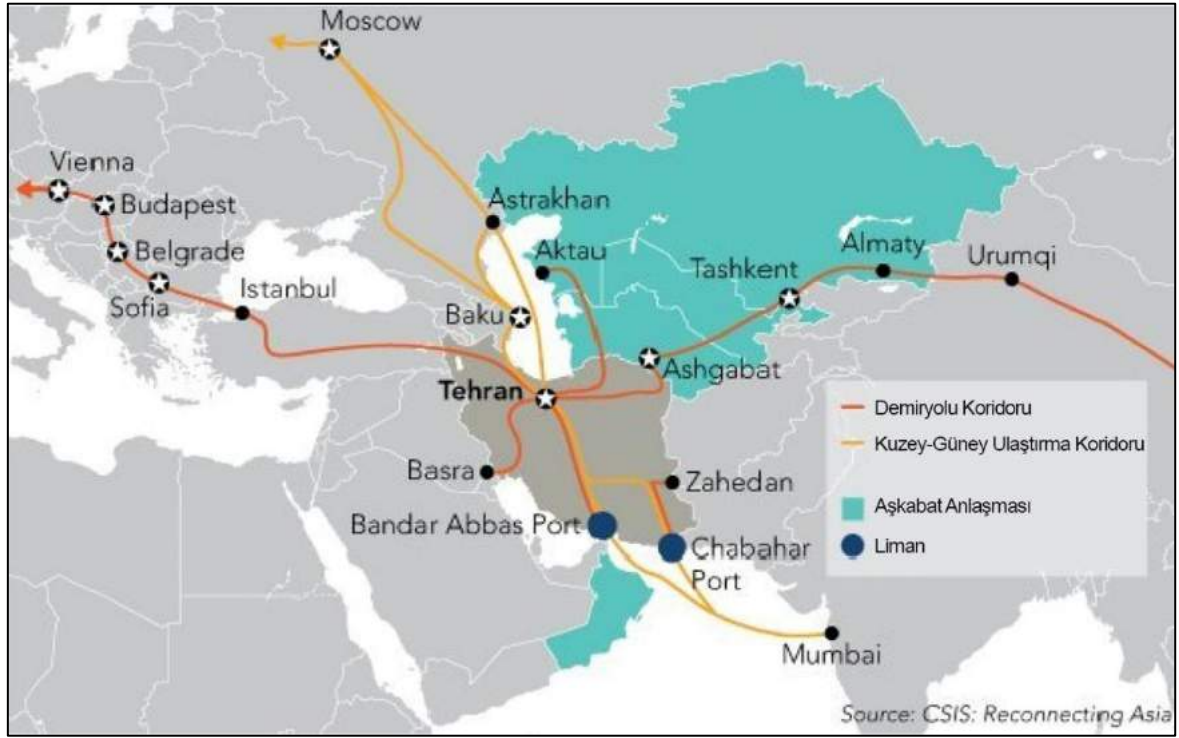 Moscow
Vienna
Budapest
Belgrade
Sofia
Istanbul
Astrakhan
Aktau
Baku
Tashkent
Almaty
Urumqi
Ashgabat
Tehran
Basra
Zahedan
Bandar Abbas Port
Chabahar
Port
Mumbai
Demiryolu Koridoru
Kuzey-Güney Ulaştırma Koridoru
Aşkabat Anlaşması
Liman
Source: CSIS: Reconnecting Asia